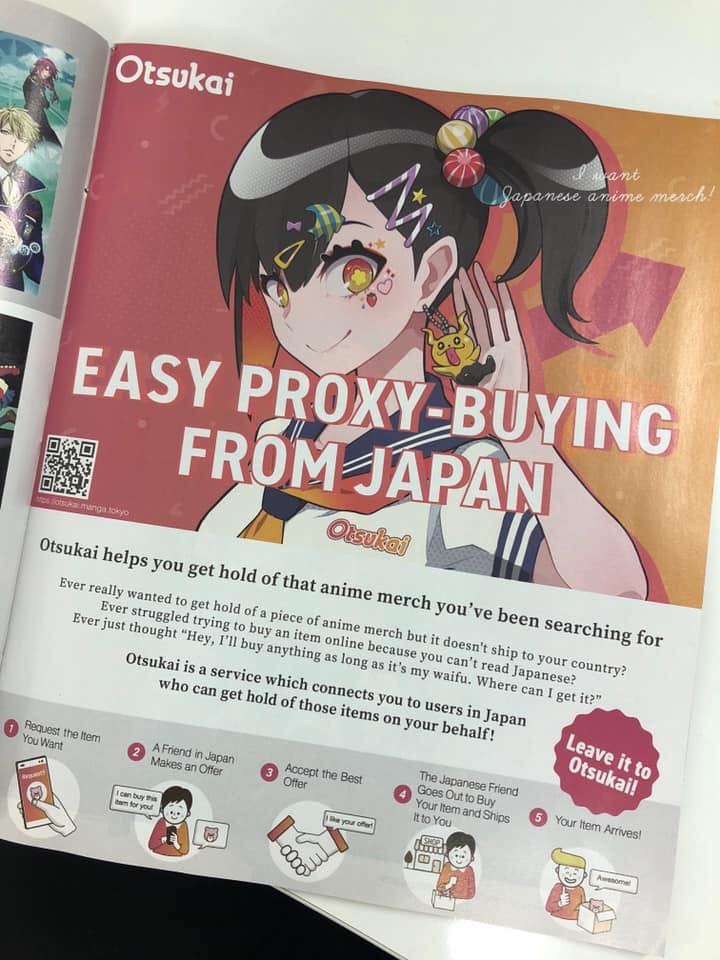 Otsukai
I want
Japanese anime merch!
EASY PROXY-BUYING
FROM JAPAN
https://otsukai.manga.tokyo
Otsukai
Otsukai helps you get hold of that anime merch you've been searching for
Ever really wanted to get hold of a piece of anime merch but it doesn't ship to your country?
Ever struggled trying to buy an item online because you can't read Japanese?
Ever just thought "Hey, I'll buy anything as long as it's my waifu. Where can I get it?"
Otsukai is a service which connects you to users in Japan
who can get hold of those items on your behalf!
Leave it to
Otsukai!
1 Request the Item
You Want
REQUEST!
2 A Friend in Japan
Makes an Offer
I can buy this
item for you!
3 Accept the Best
Offer
I like your offer!
4 The Japanese Friend
Goes Out to Buy
Your Item and Ships
It to You
SHOP
5 Your Item Arrives!
Awesome!